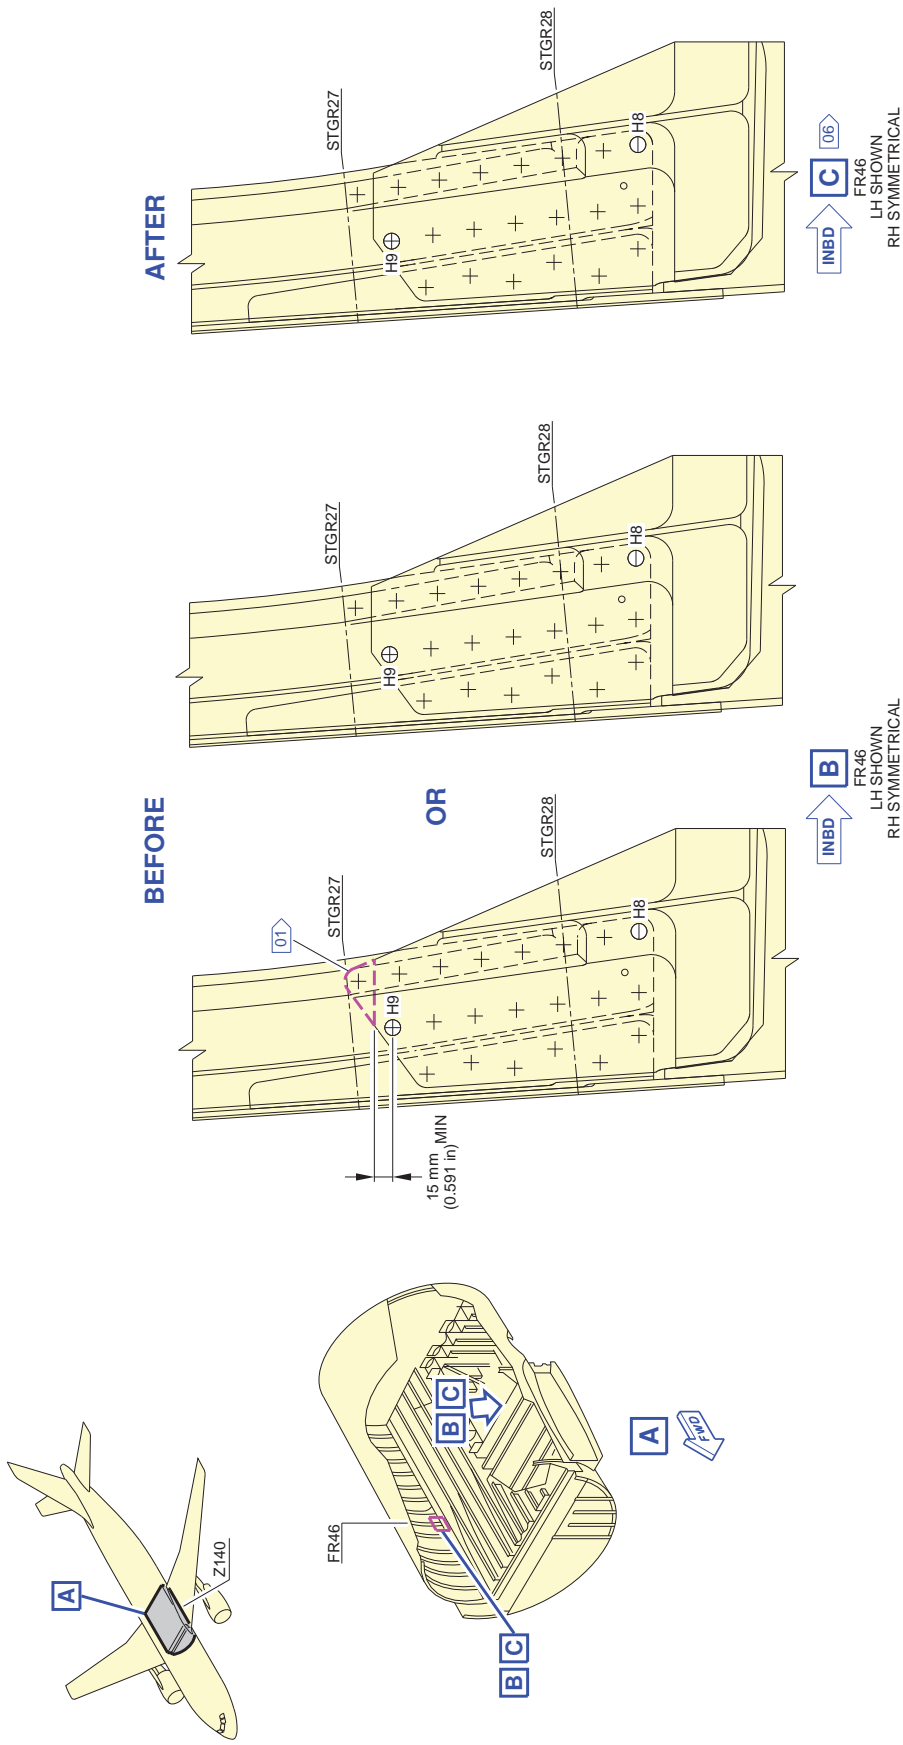 A
Z140
FR46
B C
B C
A
FWD
BEFORE
01
STGR27
STGR28
H9
H8
15 mm MIN
(0.591 in)
OR
STGR27
STGR28
H9
H8
INBD
B
FR46
LH SHOWN
RH SYMMETRICAL
AFTER
STGR27
STGR28
H9
H8
INBD
C
06
FR46
LH SHOWN
RH SYMMETRICAL